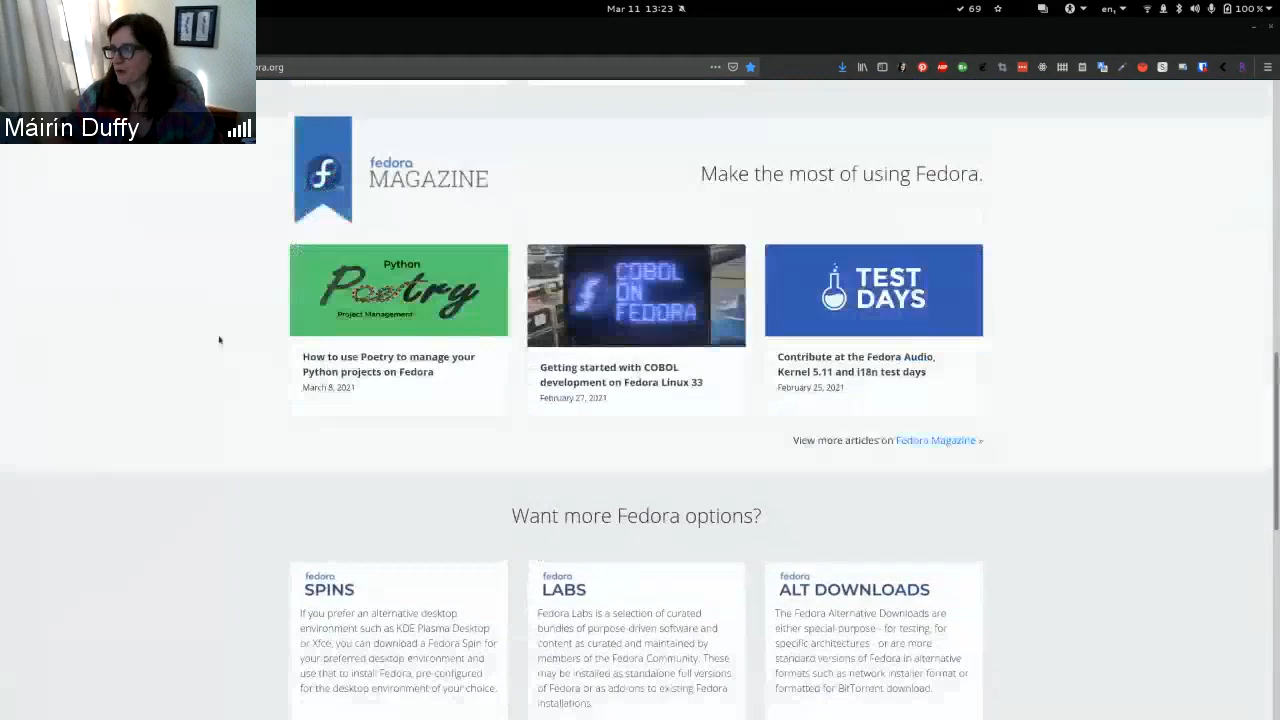 Mar 11 13:23
69
en₁
100 %
ora.org
Máirín Duffy
fedora
MAGAZINE
Make the most of using Fedora.
Python
Poetry
Project Management
COBOL
ON
FEDORA
TEST
DAYS
How to use Poetry to manage your
Python projects on Fedora
March 8, 2021
Getting started with COBOL
development on Fedora Linux 33
February 27, 2021
Contribute at the Fedora Audio,
Kernel 5.11 and i18n test days
February 25, 2021
View more articles on Fedora Magazine »
Want more Fedora options?
fedora
SPINS
If you prefer an alternative desktop
environment such as KDE Plasma Desktop
or Xfce, you can download a Fedora Spin for
your preferred desktop environment and
use that to install Fedora, pre-configured
for the desktop environment of your choice.
fedora
LABS
Fedora Labs is a selection of curated
bundles of purpose-driven software and
content as curated and maintained by
members of the Fedora Community. These
may be installed as standalone full versions
of Fedora or as add-ons to existing Fedora
installations.
fedora
ALT DOWNLOADS
The Fedora Alternative Downloads are
either special-purpose - for testing, for
specific architectures - or are more
standard versions of Fedora in alternative
formats such as network installer format or
formatted for BitTorrent download.